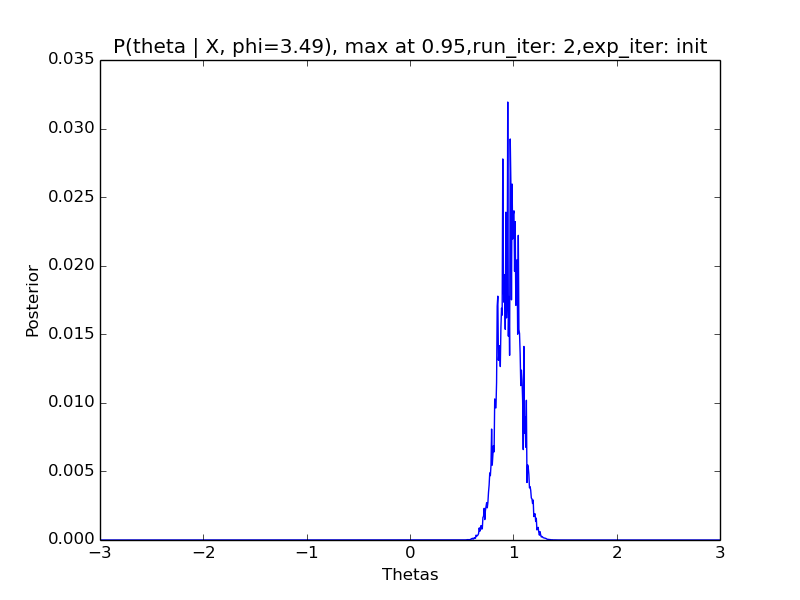 P(theta | X, phi=3.49), max at 0.95,run_iter: 2,exp_iter: init
0.035
0.030
0.025
0.020
0.015
0.010
0.005
0.000
Posterior
−3 −2 −1 0 1 2 3
Thetas